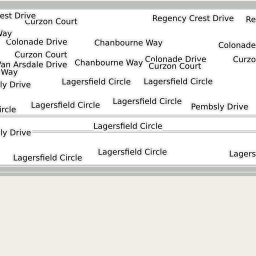 est Drive
Curzon Court
Regency Crest Drive
Re
Way
Colonade Drive
Chanbourne Way
Colonade
Curzon Court
Van Arsdale Drive
Chanbourne Way
Colonade Drive
Curzon Court
Curzo
Way
ly Drive
Lagersfield Circle
Lagersfield Circle
ircle
Lagersfield Circle
Lagersfield Circle
Pembsly Drive
Lagersfield Circle
ly Drive
Lagersfield Circle
Lagersfield Circle
Lagers